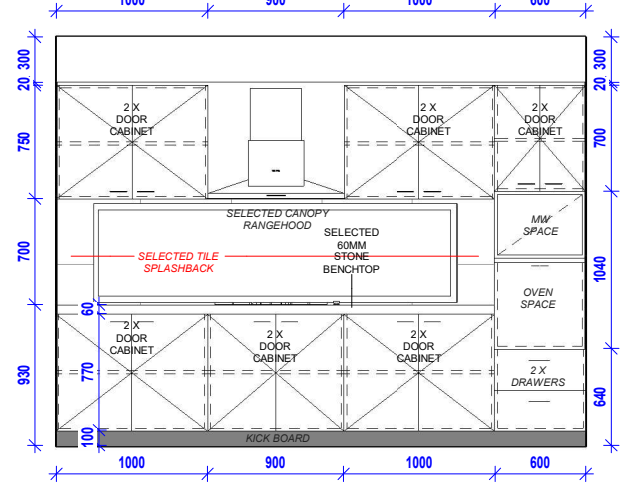 1000 900 1000 600
300 300
20 20
2 X
DOOR
CABINET
2 X
DOOR
CABINET
2 X
DOOR
CABINET
750 700
SELECTED CANOPY
RANGEHOOD
MW
SPACE
SELECTED
60MM
STONE
BENCHTOP
SELECTED TILE
SPLASHBACK
700 1040
OVEN
SPACE
60
2 X
DOOR
CABINET
2 X
DOOR
CABINET
2 X
DOOR
CABINET
2 X
DRAWERS
930 770 640
100
KICK BOARD
1000 900 1000 600